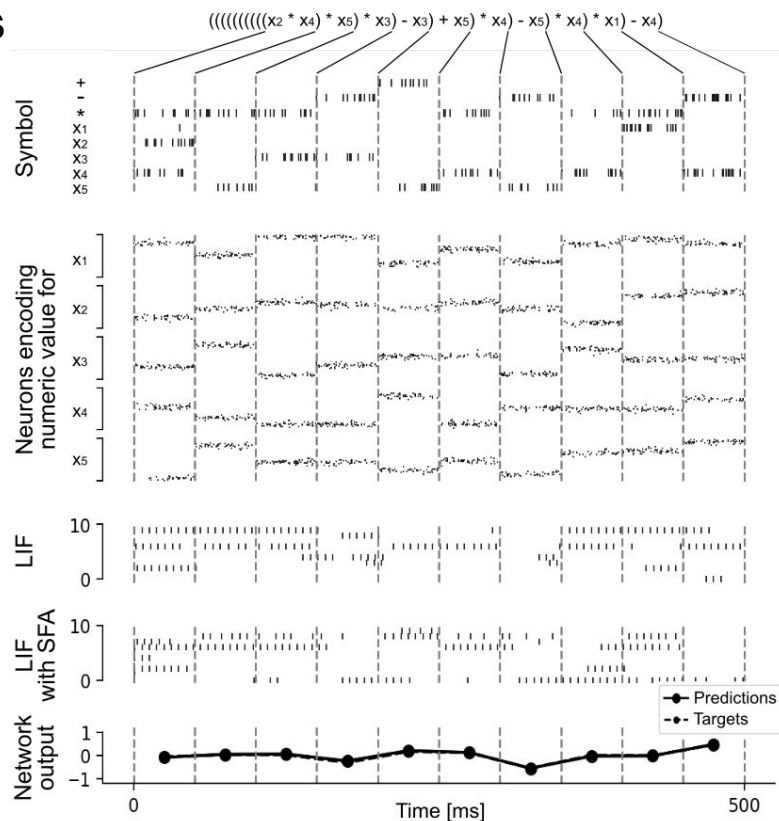 ((((((((((x2 * x4) * x5) * x3) - x3) + x5) * x4) - x5) * x4) * x1) - x4)
Symbol
+
-
*
x1
x2
x3
x4
x5
Neurons encoding
numeric value for
x1
x2
x3
x4
x5
LIF
10
0
LIF
with SFA
10
0
Predictions
Targets
Network
output
1
0
−1
0
500
Time [ms]